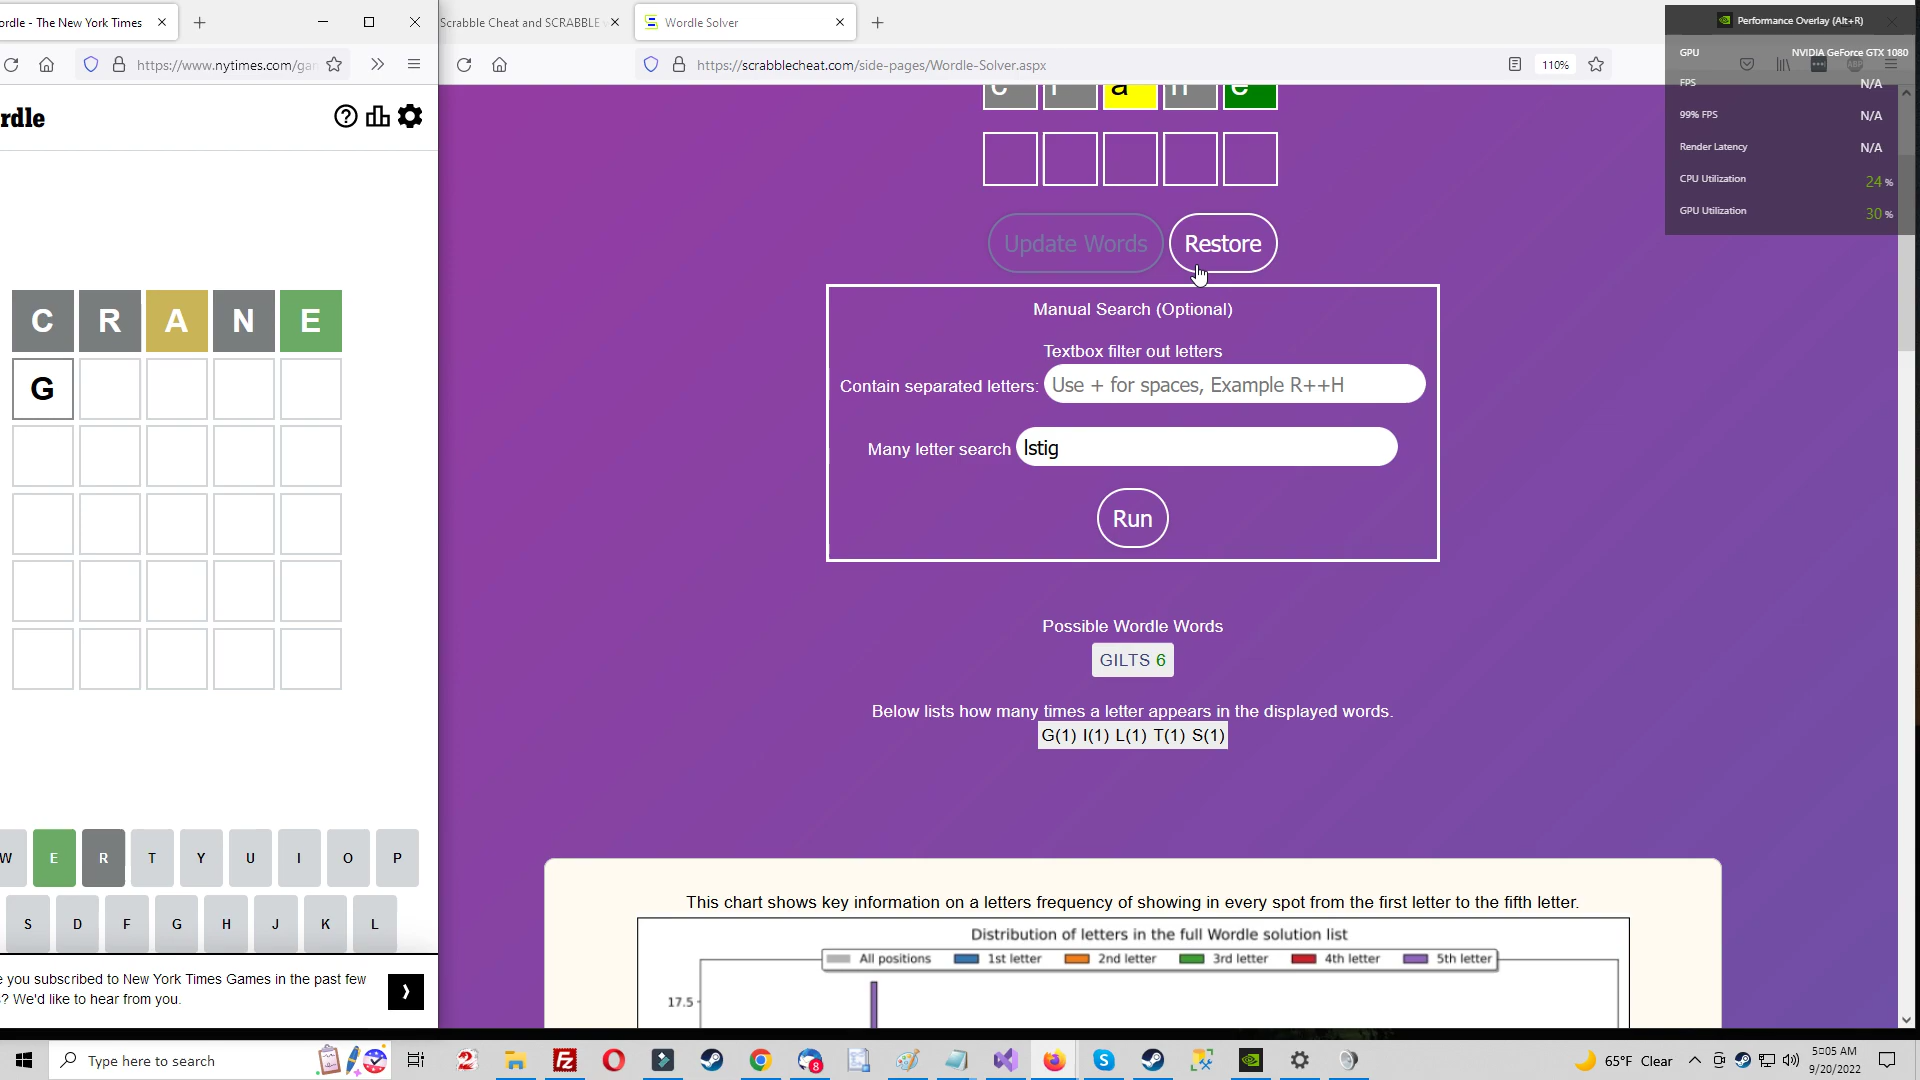 ordle - The New York Times
Scrabble Cheat and SCRABBLE
Wordle Solver
https://www.nytimes.com/gam
https://scrabblecheat.com/side-pages/Wordle-Solver.aspx
110%
Performance Overlay (Alt+R)
GPU
NVIDIA GeForce GTX 1080
FPS
N/A
99% FPS
N/A
Render Latency
N/A
CPU Utilization
24 %
GPU Utilization
30 %
rdle
c r a n e
Update Words
Restore
Manual Search (Optional)
Textbox filter out letters
Contain separated letters:
Use + for spaces, Example R++H
Many letter search
lstig
Run
C R A N E
G
Possible Wordle Words
GILTS 6
Below lists how many times a letter appears in the displayed words.
G(1) I(1) L(1) T(1) S(1)
W E R T Y U I O P
S D F G H J K L
This chart shows key information on a letters frequency of showing in every spot from the first letter to the fifth letter.
Distribution of letters in the full Wordle solution list
All positions
1st letter
2nd letter
3rd letter
4th letter
5th letter
17.5
e you subscribed to New York Times Games in the past few
? We'd like to hear from you.
Type here to search
65°F Clear
5:05 AM
9/20/2022